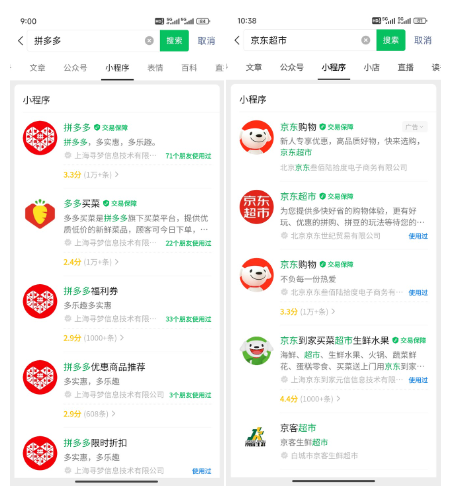 9:00
拼多多
搜索
取消
文章 公众号 小程序 表情 百科 直
小程序
拼多多 交易保障
多实惠,多乐趣。
上海寻梦信息技术有限… 71个朋友使用过
3.3分 (1万+条)
多多买菜 交易保障
多多买菜是拼多多旗下买菜平台,提供优
质低价的新鲜菜品,顾客可今日下单,…
上海寻梦信息技术有限… 22个朋友使用过
2.4分 (1万+条)
拼多多福利券
多乐趣多实惠
上海寻梦信息技术有限… 33个朋友使用过
2.9分 (1000+条)
拼多多优惠商品推荐
多实惠,多乐趣
上海寻梦信息技术有限公司 3个朋友使用过
2.9分 (608条)
拼多多限时折扣
多实惠,多乐趣
上海寻梦信息技术有限公司 使用过
10:38
京东超市
搜索
取消
文章 公众号 小程序 小店 直播 读
小程序
京东购物 交易保障 广告
新人专享优惠,高品质好物,快来选购,
京东超市
北京京东叁佰陆拾度电子商务有限公司
京东超市 交易保障
为您提供多快好省的购物体验,更有好
玩、优惠的拼购、拼豆的玩法等待您的…
北京京东世纪贸易有限公司 使用过
京东购物 交易保障
不负每一份热爱
北京京东叁佰陆拾度电子商务有… 使用过
3.3分 (1万+条)
京东到家买菜超市生鲜水果 交易保障
海鲜、超市、生鲜水果、火锅、蔬菜鲜
花、蛋糕零食、买菜送上门用京东到家…
上海京东到家元信信息技术有限… 使用过
4.4分 (1000+条)
京客超市
京客生鲜超市
白城市京客生鲜超市
京东
超市